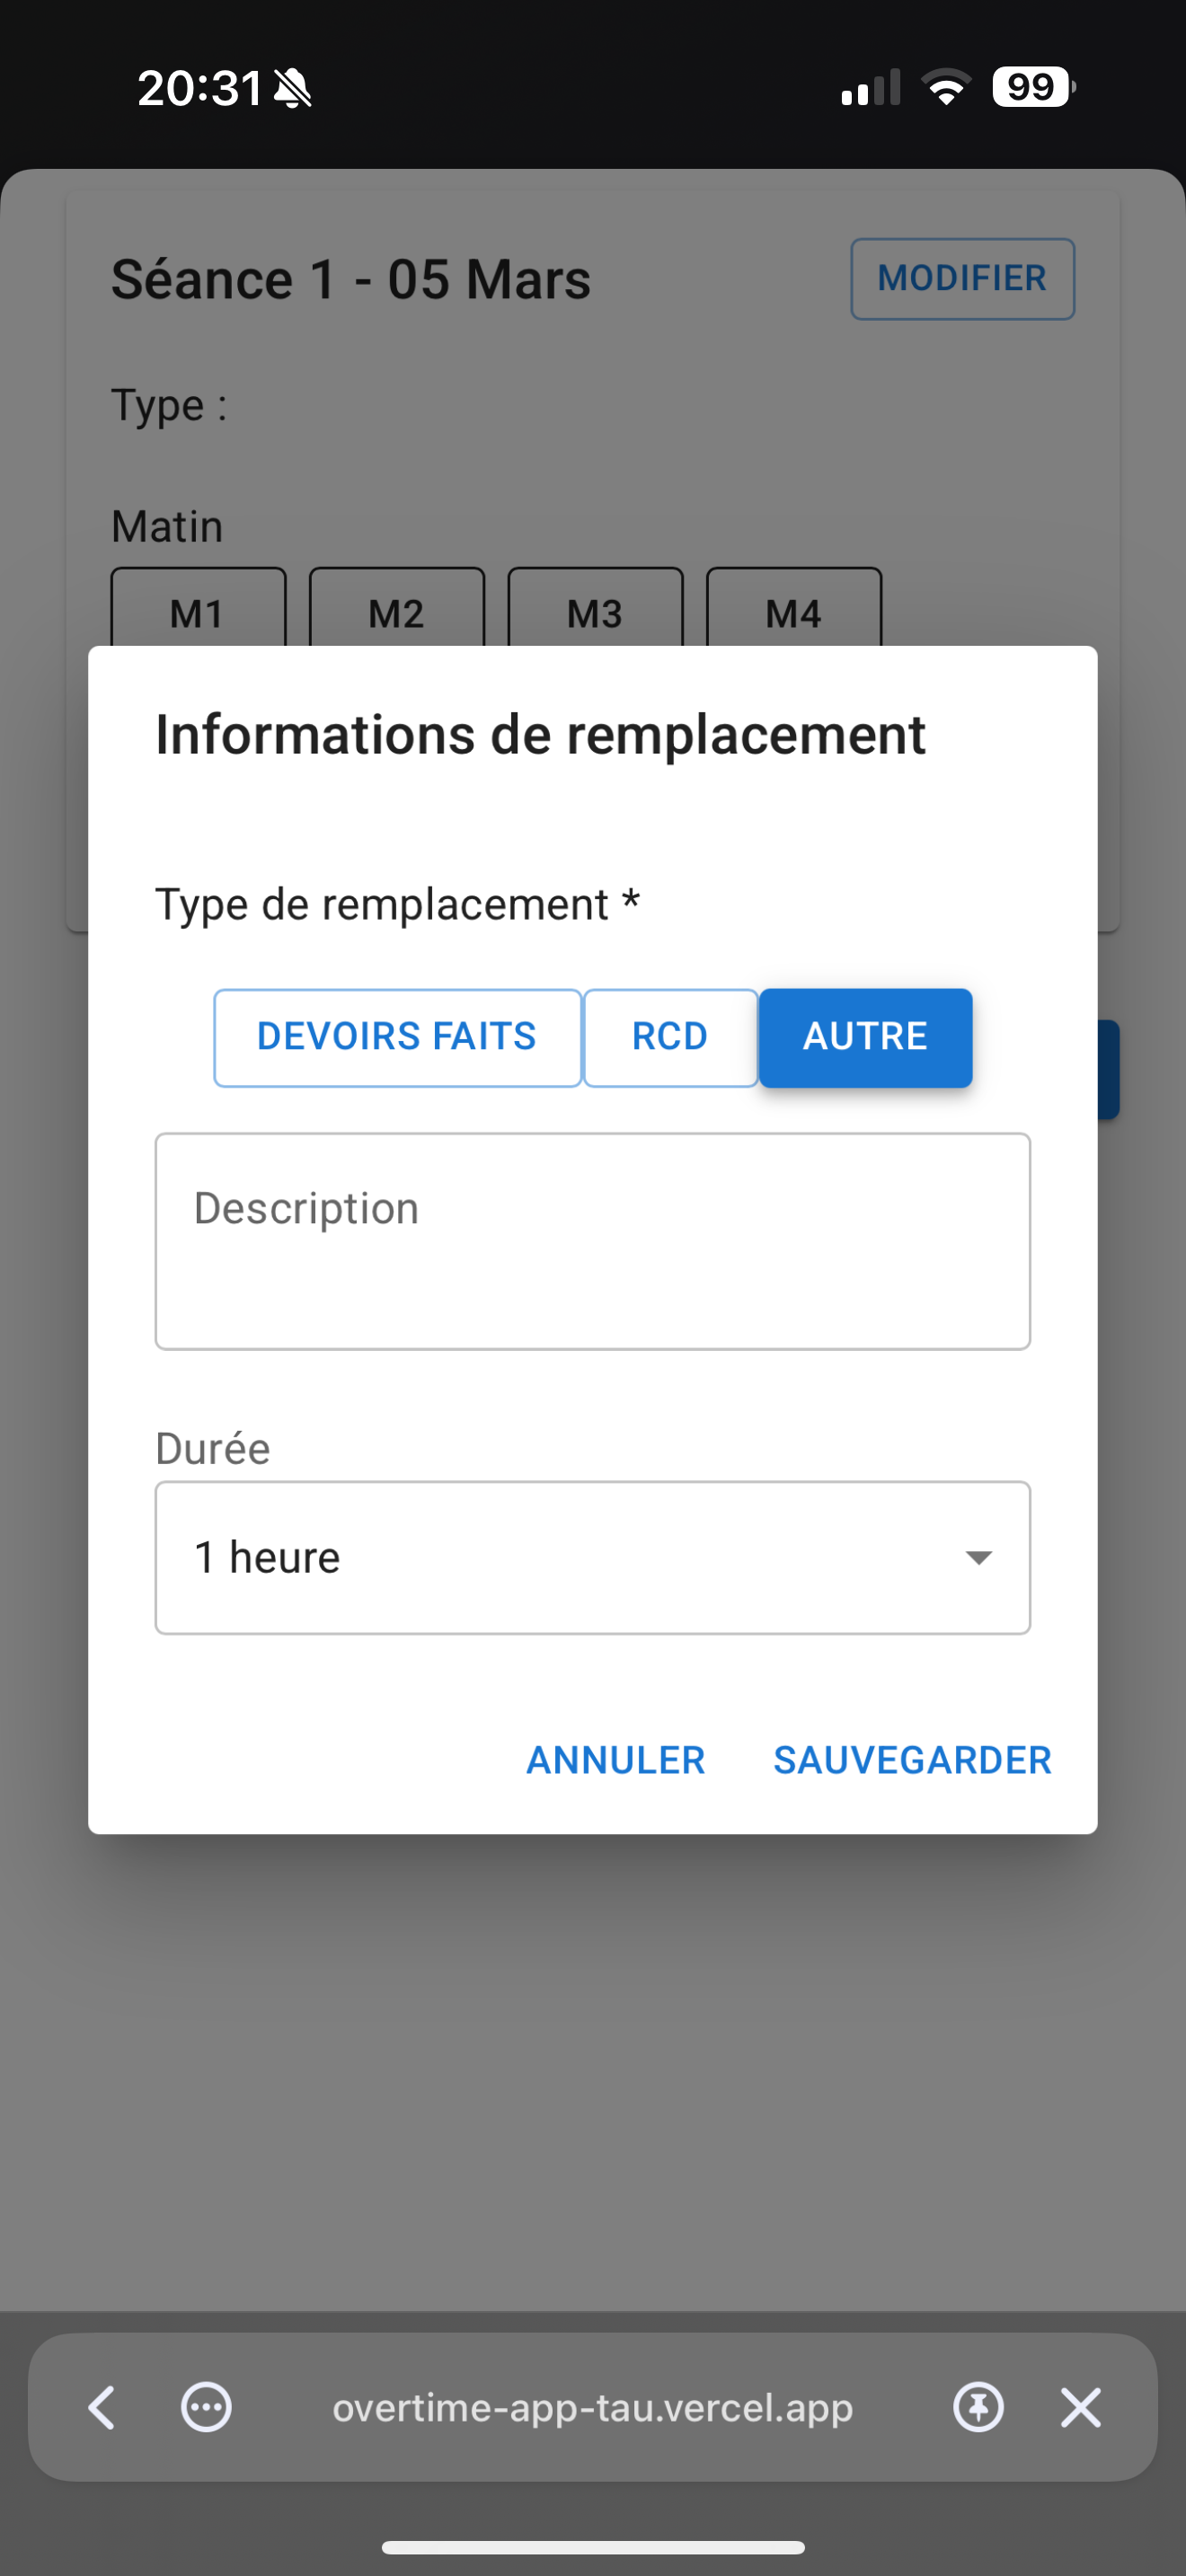 20:31
99
Séance 1 - 05 Mars
MODIFIER
Type :
Matin
M1 M2 M3 M4
Informations de remplacement
Type de remplacement *
DEVOIRS FAITS RCD AUTRE
Description
Durée
1 heure
ANNULER SAUVEGARDER
overtime-app-tau.vercel.app